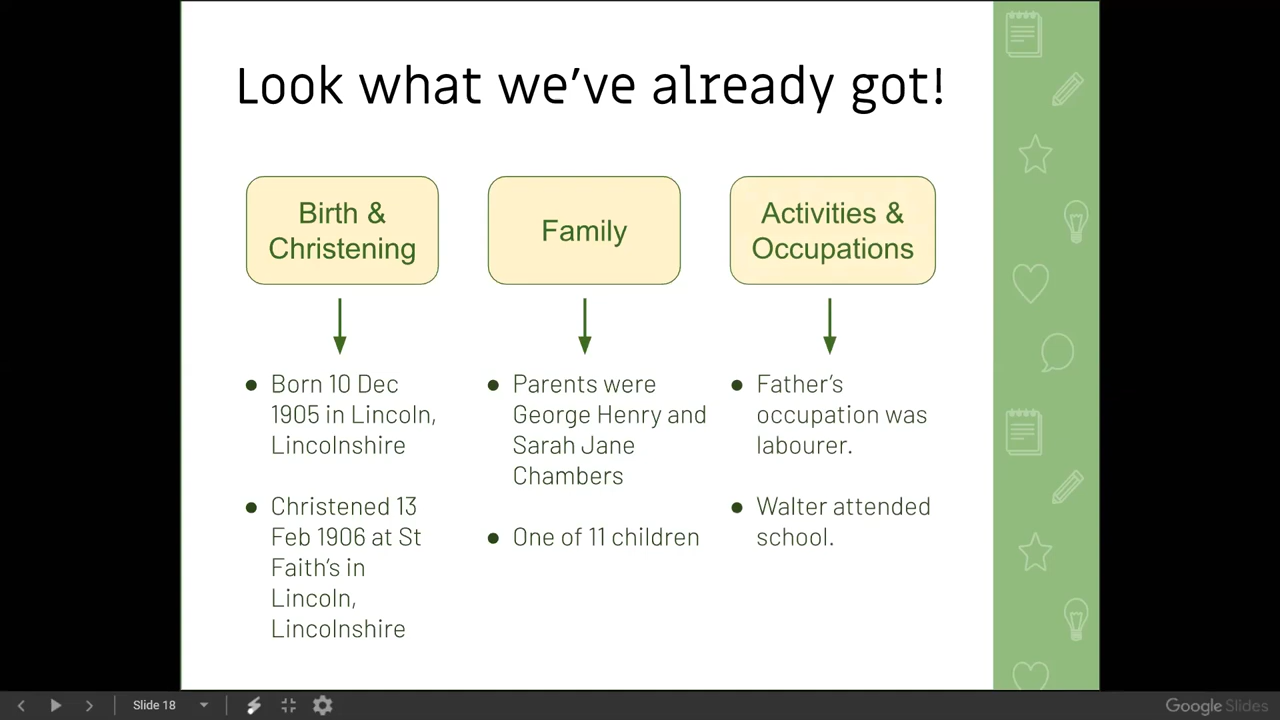 Look what we've already got!
Birth &
Christening
Family
Activities &
Occupations
● Born 10 Dec
1905 in Lincoln,
Lincolnshire
● Christened 13
Feb 1906 at St
Faith's in
Lincoln,
Lincolnshire
● Parents were
George Henry and
Sarah Jane
Chambers
● One of 11 children
● Father's
occupation was
labourer.
● Walter attended
school.
Slide 18
Google Slides